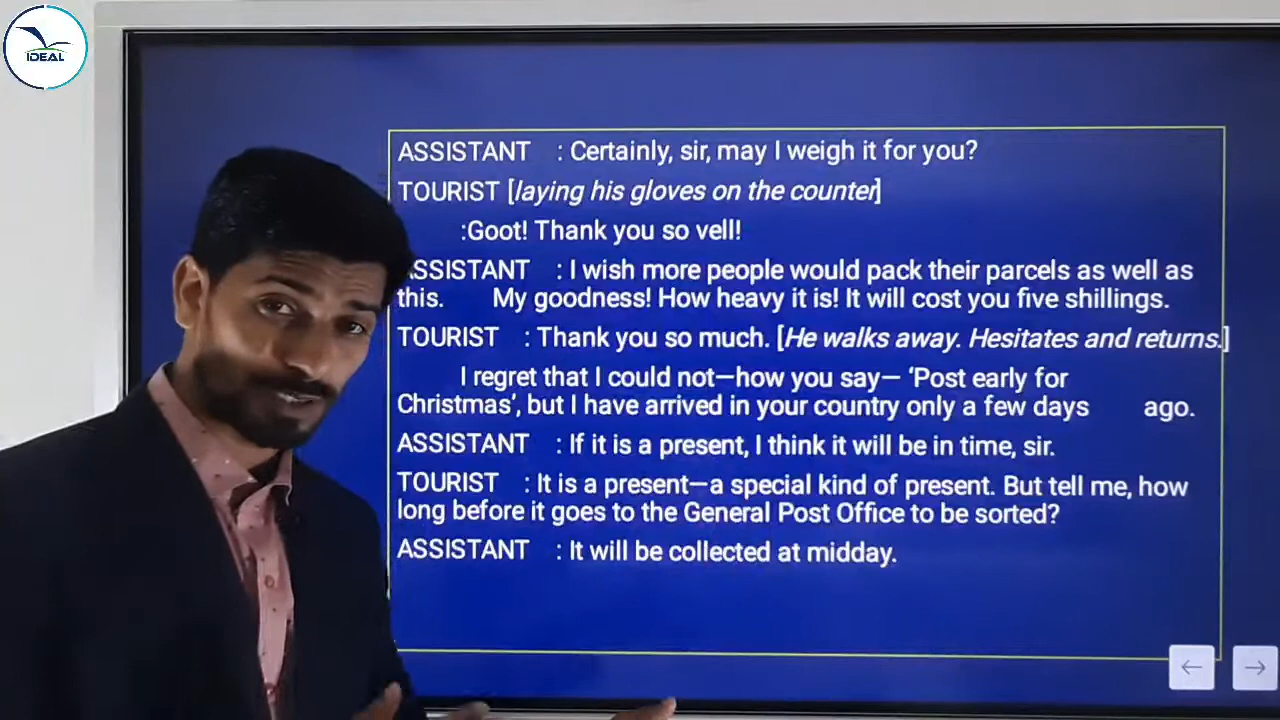 iDEAL
ASSISTANT : Certainly, sir, may I weigh it for you?
TOURIST [laying his gloves on the counter]
:Goot! Thank you so vell!
ASSISTANT : I wish more people would pack their parcels as well as
this. My goodness! How heavy it is! It will cost you five shillings.
TOURIST : Thank you so much. [He walks away. Hesitates and returns.]
I regret that I could not—how you say— ‘Post early for
Christmas’, but I have arrived in your country only a few days ago.
ASSISTANT : If it is a present, I think it will be in time, sir.
TOURIST : It is a present—a special kind of present. But tell me, how
long before it goes to the General Post Office to be sorted?
ASSISTANT : It will be collected at midday.